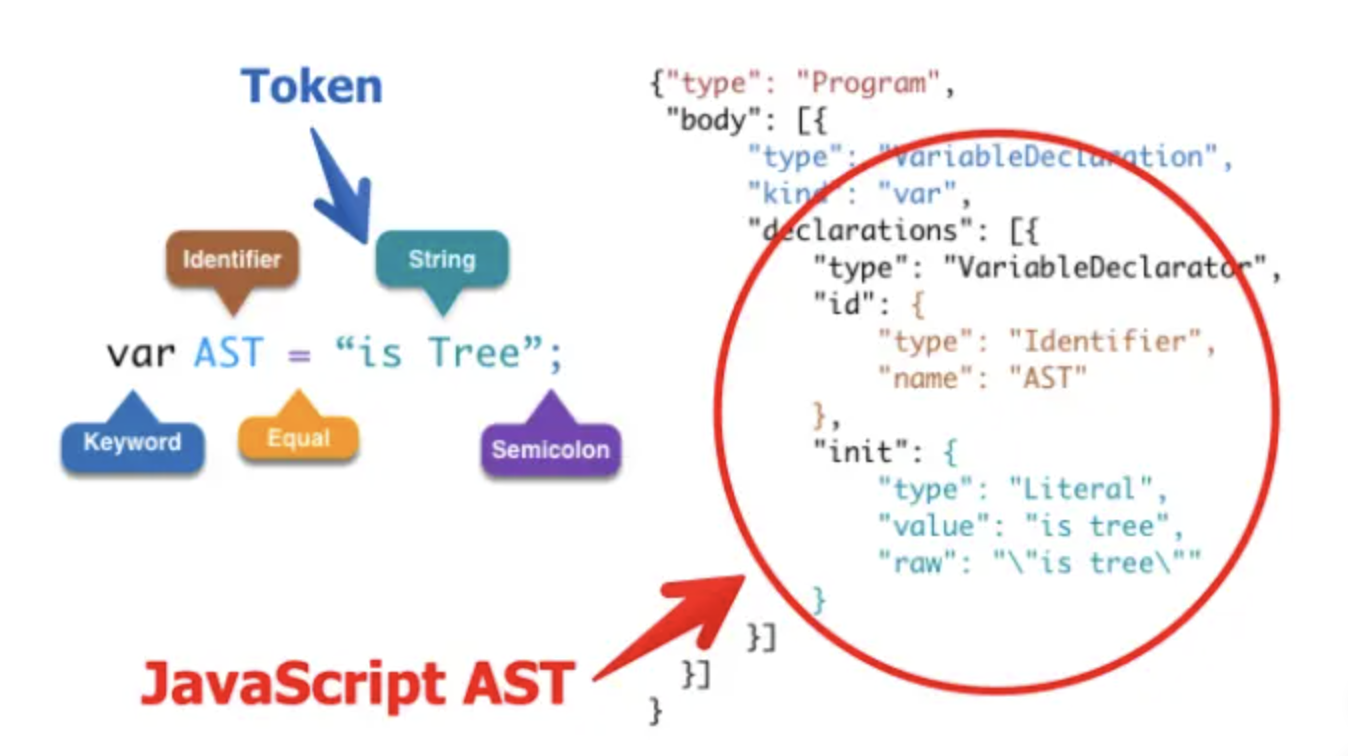 Token
Identifier
String
var AST = “is Tree”;
Keyword
Equal
Semicolon
JavaScript AST
{"type": "Program",
"body": [{
"type": "VariableDeclaration",
"kind": "var",
"declarations": [{
"type": "VariableDeclarator",
"id": {
"type": "Identifier",
"name": "AST"
},
"init": {
"type": "Literal",
"value": "is tree",
"raw": "\"is tree\""
}
}]
}]
}